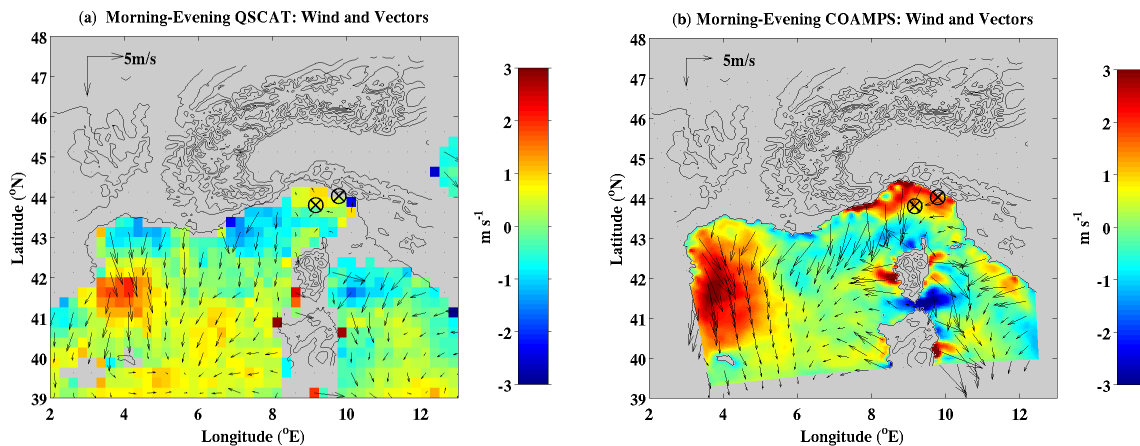 (a) Morning-Evening QSCAT: Wind and Vectors
48
47
46
45
44
43
42
41
40
39
Latitude (°N)
5m/s
2 4 6 8 10 12
Longitude (°E)
3
2
1
0
-1
-2
-3
m s-1
(b) Morning-Evening COAMPS: Wind and Vectors
48
47
46
45
44
43
42
41
40
39
Latitude (°N)
5m/s
2 4 6 8 10 12
Longitude (°E)
3
2
1
0
-1
-2
-3
m s-1